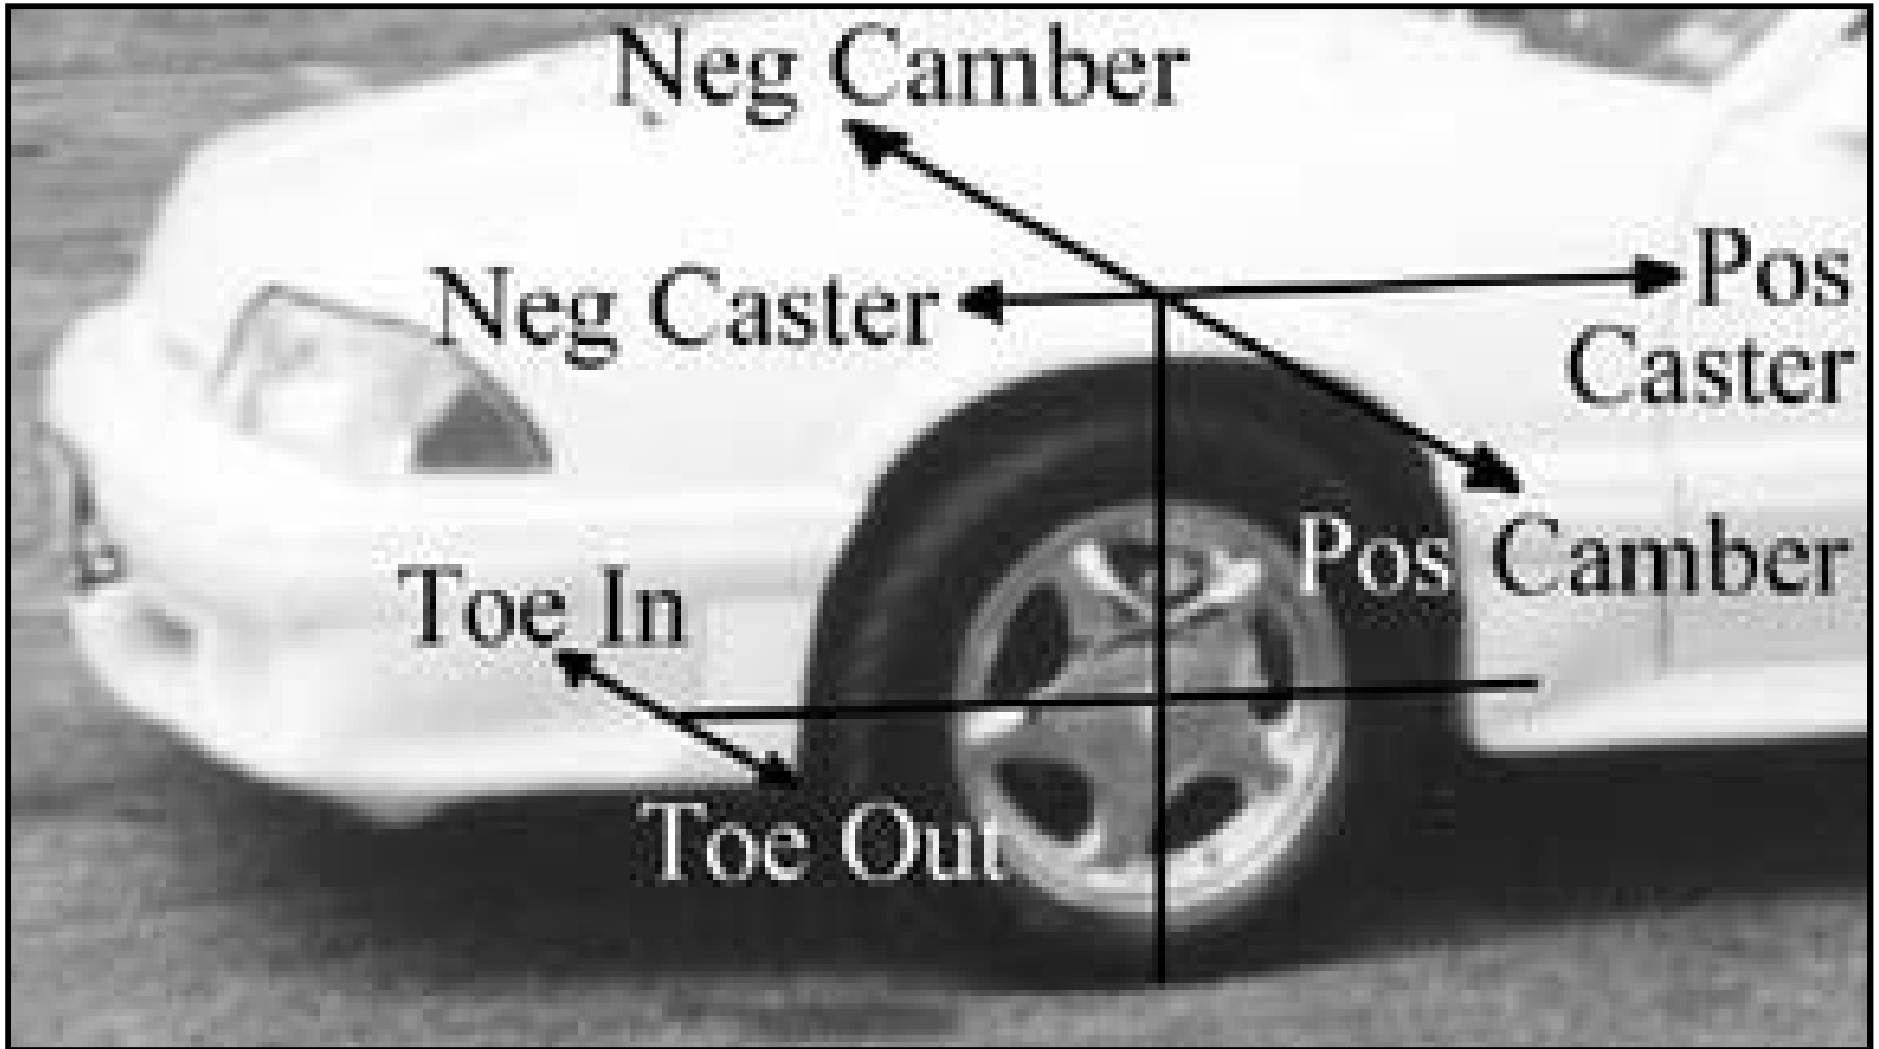 Neg Camber
Neg Caster
Pos
Caster
Pos Camber
Toe In
Toe Out